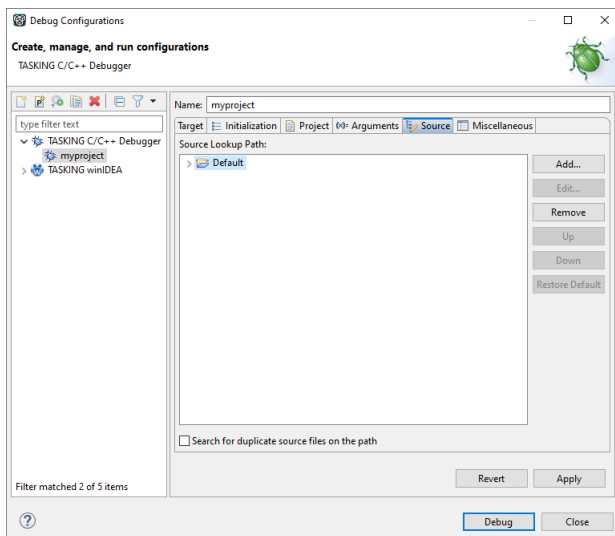 Debug Configurations
Create, manage, and run configurations
TASKING C/C++ Debugger
type filter text
TASKING C/C++ Debugger
myproject
TASKING winIDEA
Filter matched 2 of 5 items
Name: myproject
Target Initialization Project (x)= Arguments Source Miscellaneous
Source Lookup Path:
Default
Add...
Edit...
Remove
Up
Down
Restore Default
Search for duplicate source files on the path
Revert Apply
? Debug Close